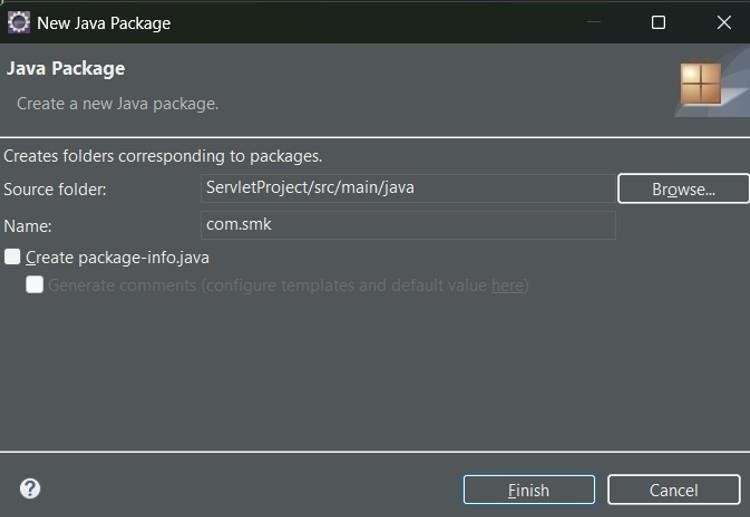 New Java Package
Java Package
Create a new Java package.
Creates folders corresponding to packages.
Source folder: ServletProject/src/main/java Browse...
Name: com.smk
Create package-info.java
Generate comments (configure templates and default value here)
? Finish Cancel